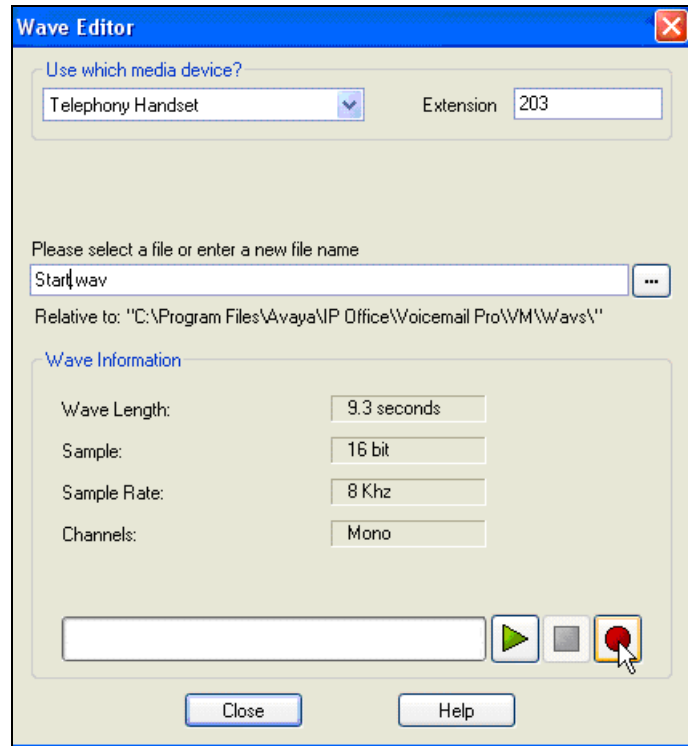 Wave Editor
Use which media device?
Telephony Handset Extension 203
Please select a file or enter a new file name
Start.wav ...
Relative to: "C:\Program Files\Avaya\IP Office\Voicemail Pro\VM\Wavs\"
Wave Information
Wave Length: 9.3 seconds
Sample: 16 bit
Sample Rate: 8 Khz
Channels: Mono
Close Help